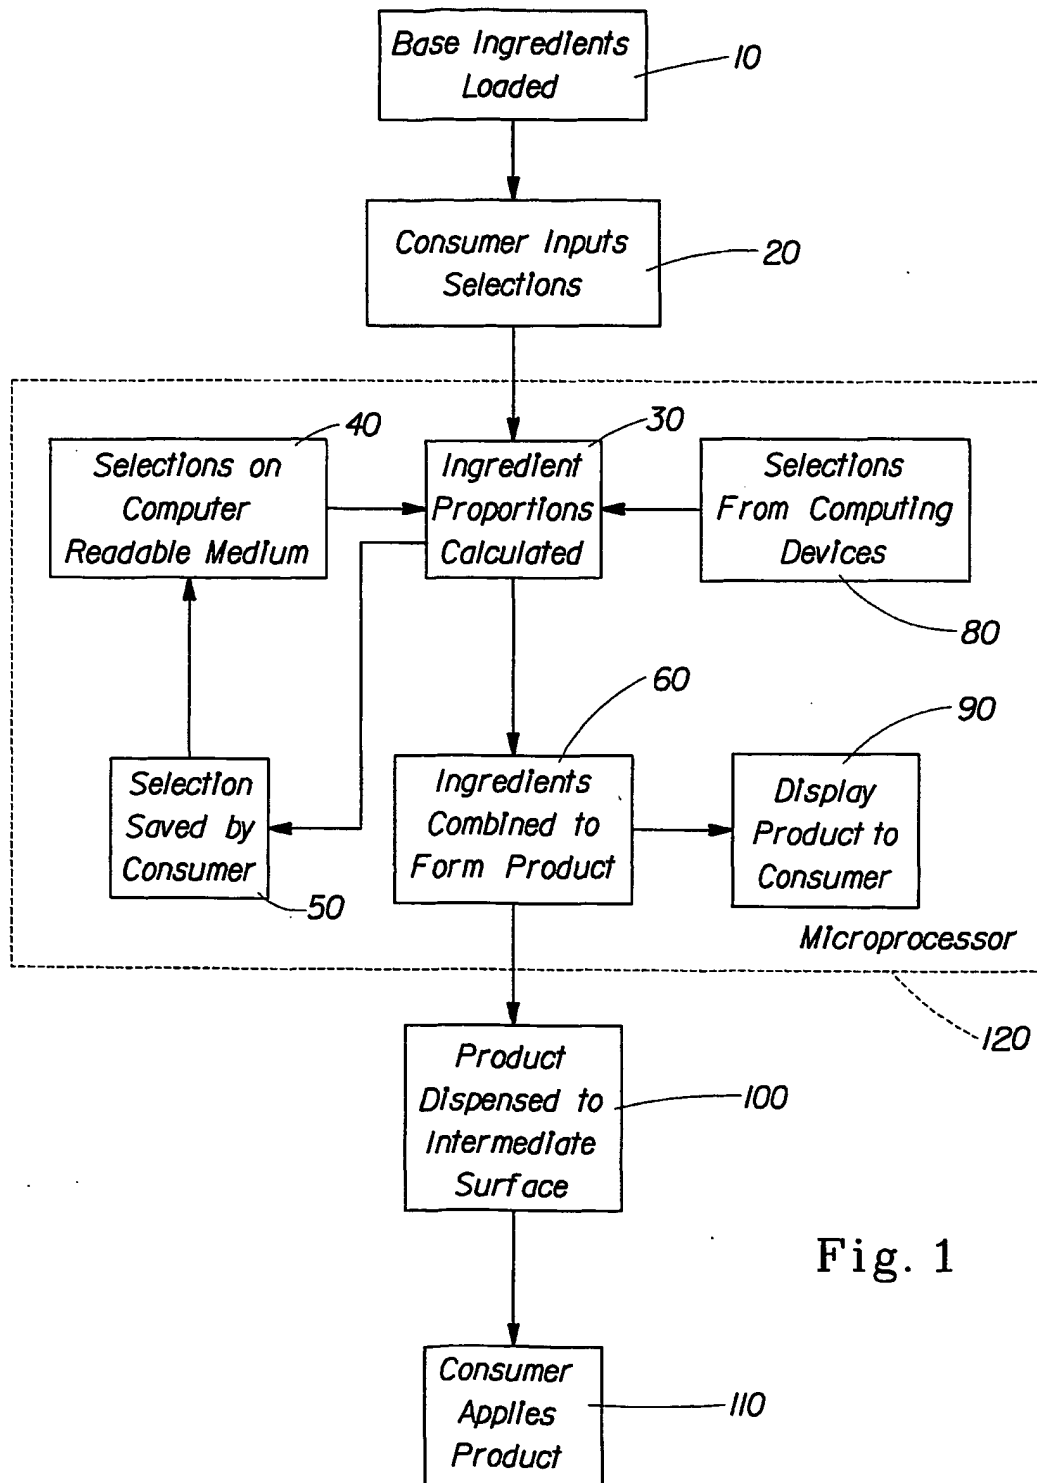 Base Ingredients
Loaded
10
Consumer Inputs
Selections
20
40
30
Selections on
Computer
Readable Medium
Ingredient
Proportions
Calculated
Selections
From Computing
Devices
80
60
90
Selection
Saved by
Consumer
50
Ingredients
Combined to
Form Product
Display
Product to
Consumer
Microprocessor
120
Product
Dispensed to
Intermediate
Surface
100
Fig. 1
Consumer
Applies
Product
110